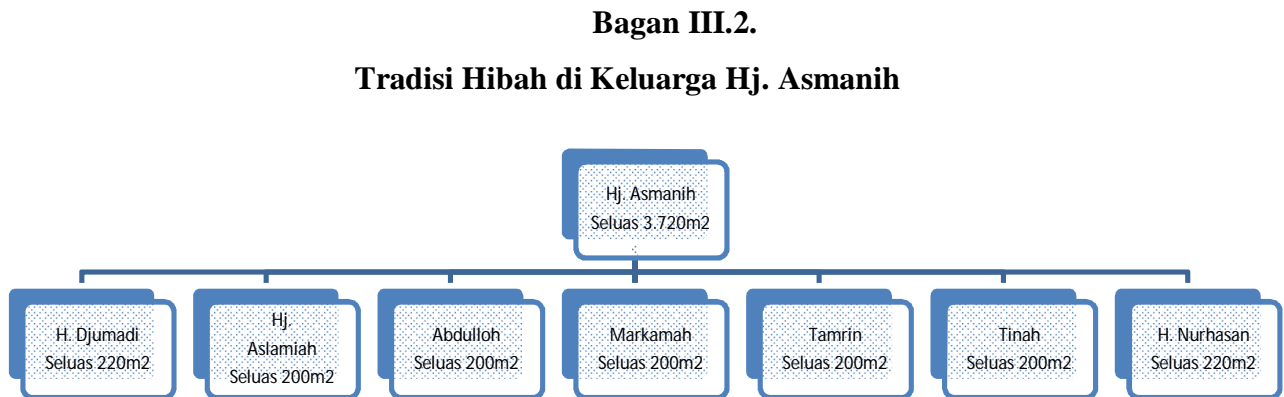 Bagan III.2.
Tradisi Hibah di Keluarga Hj. Asmanih
Hj. Asmanih
Seluas 3.720m2
H. Djumadi
Seluas 220m2
Hj.
Aslamiah
Seluas 200m2
Abdulloh
Seluas 200m2
Markamah
Seluas 200m2
Tamrin
Seluas 200m2
Tinah
Seluas 200m2
H. Nurhasan
Seluas 220m2